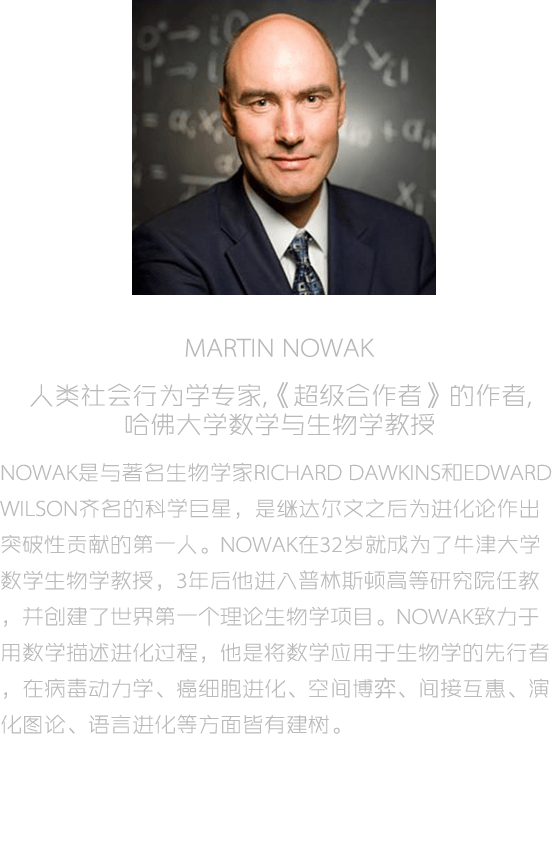 MARTIN NOWAK
人类社会行为学专家,《超级合作者》的作者,
哈佛大学数学与生物学教授
NOWAK是与著名生物学家RICHARD DAWKINS和EDWARD
WILSON齐名的科学巨星，是继达尔文之后为进化论作出
突破性贡献的第一人。NOWAK在32岁就成为了牛津大学
数学生物学教授，3年后他进入普林斯顿高等研究院任教
，并创建了世界第一个理论生物学项目。NOWAK致力于
用数学描述进化过程，他是将数学应用于生物学的先行者
，在病毒动力学、癌细胞进化、空间博弈、间接互惠、演
化图论、语言进化等方面皆有建树。